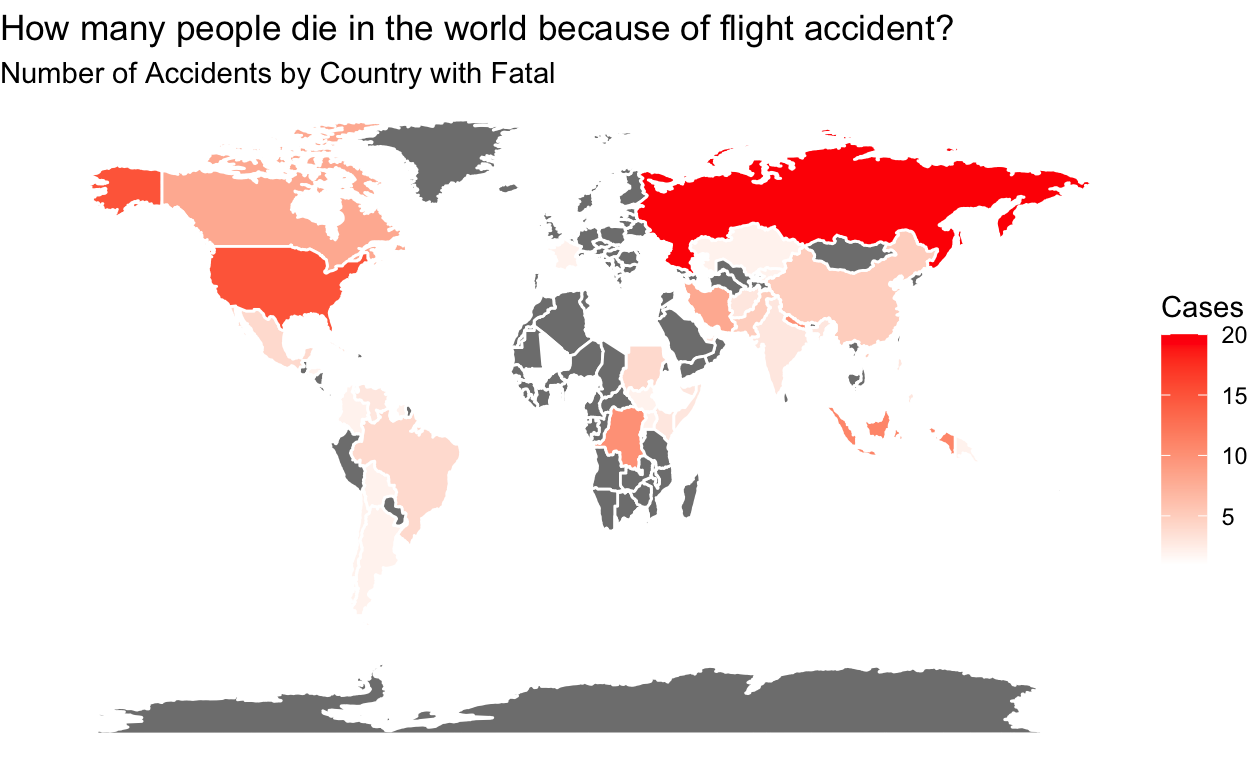 How many people die in the world because of flight accident?
Number of Accidents by Country with Fatal
Cases
20
15
10
5